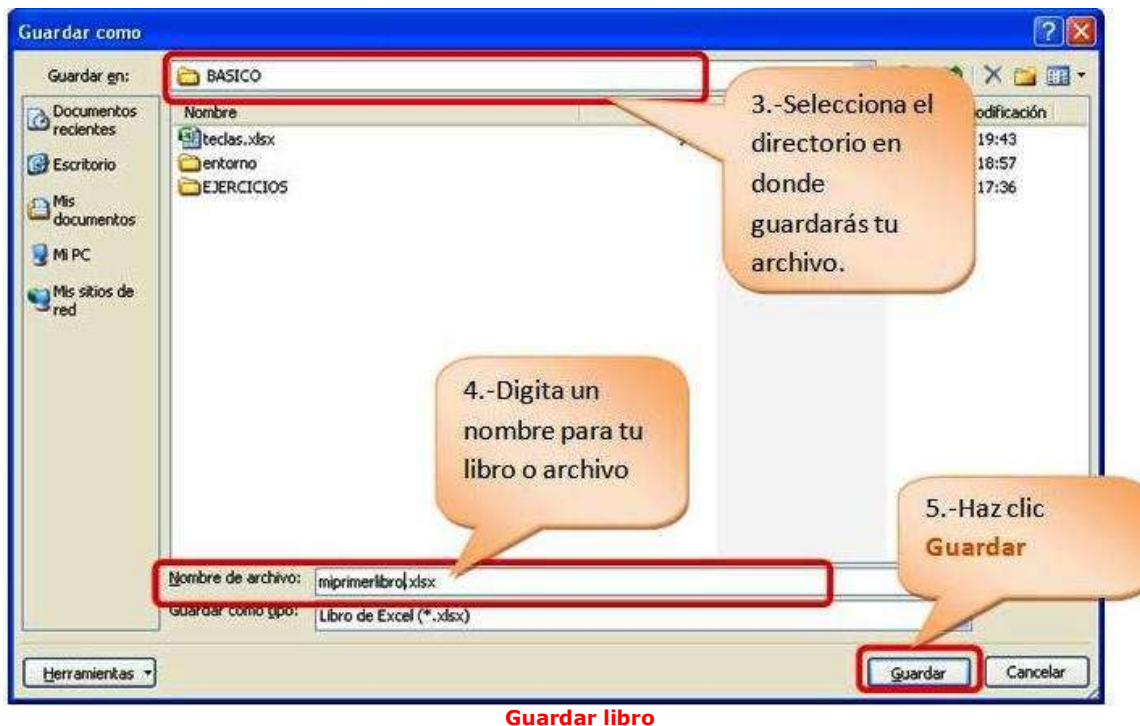 Guardar como
Guardar en:
BASICO
Documentos
recientes
Escritorio
Mis
documentos
Mi PC
Mis sitios de
red
Nombre
odificación
teclas.xlsx
19:43
entorno
18:57
EJERCICIOS
17:36
3.-Selecciona el
directorio en
donde
guardarás tu
archivo.
4.-Digita un
nombre para tu
libro o archivo
5.-Haz clic
Guardar
Nombre de archivo:
miprimerlibro.xlsx
Guardar como tipo:
Libro de Excel (*.xlsx)
Herramientas
Guardar
Cancelar
Guardar libro